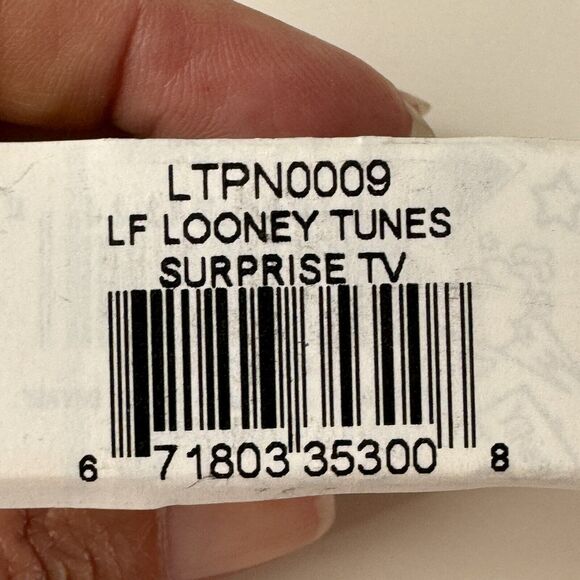 LTPN0009
LF LOONEY TUNES
SURPRISE TV
6 71803 35300 8